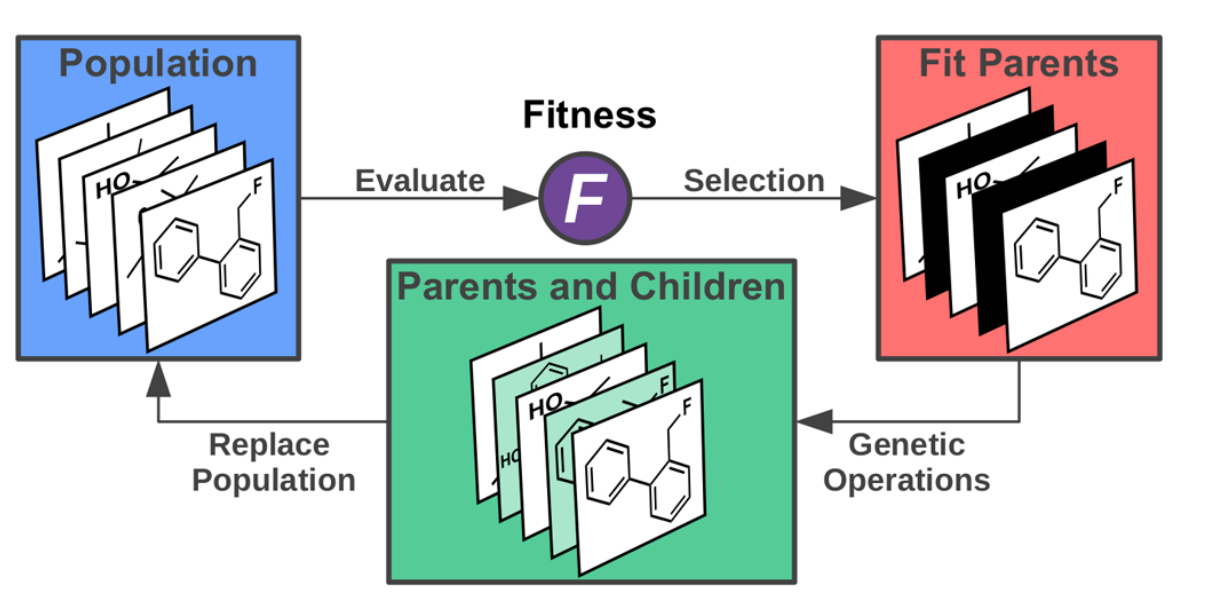 Population
HO
F
Evaluate
Fitness
F
Selection
Fit Parents
HO
F
Parents and Children
HO
F
HO
F
Replace
Population
Genetic
Operations